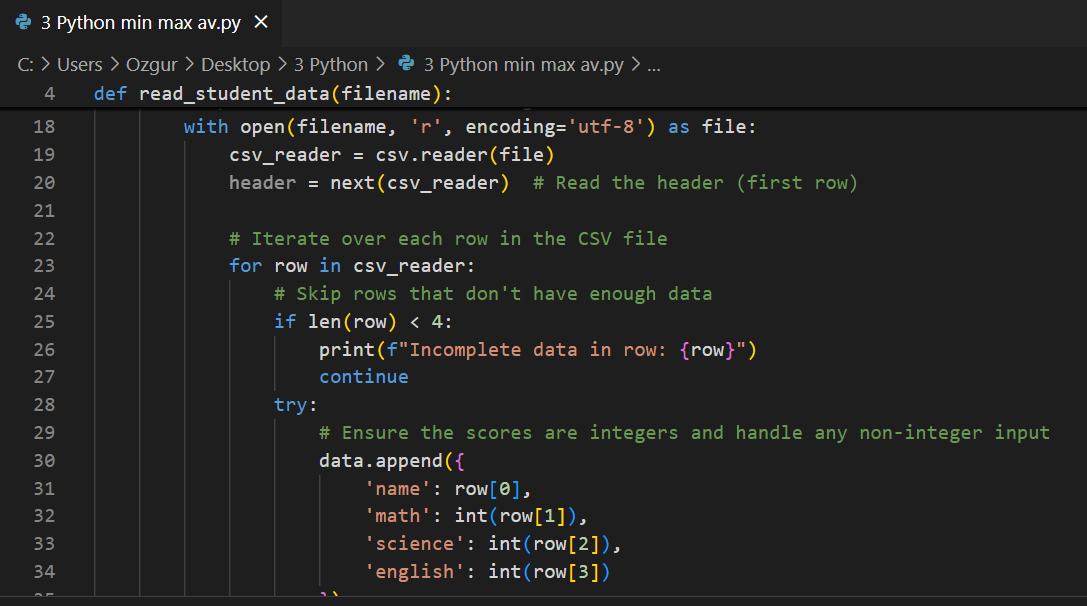 3 Python min max av.py ×
C: > Users > Ozgur > Desktop > 3 Python > 3 Python min max av.py > ...
4 def read_student_data(filename):
18 with open(filename, 'r', encoding='utf-8') as file:
19 csv_reader = csv.reader(file)
20 header = next(csv_reader)  # Read the header (first row)
21
22 # Iterate over each row in the CSV file
23 for row in csv_reader:
24 # Skip rows that don't have enough data
25 if len(row) < 4:
26 print(f"Incomplete data in row: {row}")
27 continue
28 try:
29 # Ensure the scores are integers and handle any non-integer input
30 data.append({
31 'name': row[0],
32 'math': int(row[1]),
33 'science': int(row[2]),
34 'english': int(row[3])